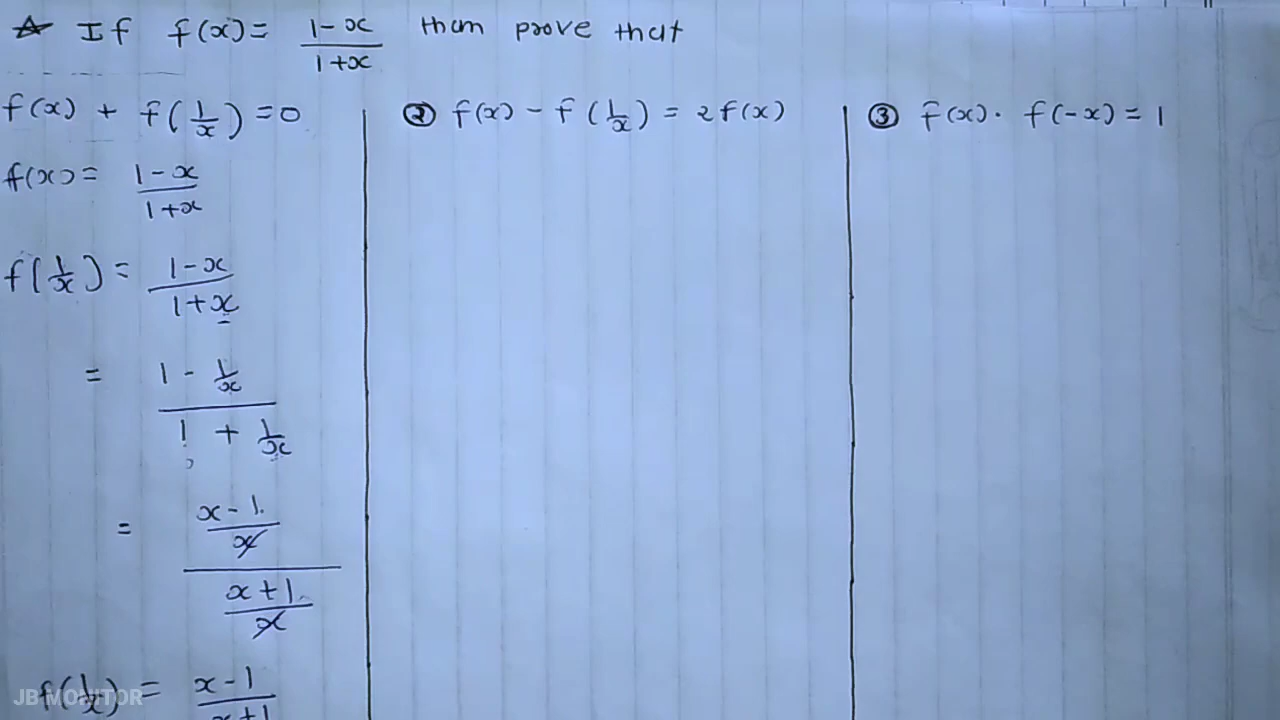 ☆ If f(x) = (1-x)/(1+x) tham prove that
f(x) + f(1/x) = 0
f(x) = (1-x)/(1+x)
f(1/x) = (1-x)/(1+x)
= (1 - 1/x)/(1 + 1/x)
= ((x-1)/x)/((x+1)/x)
f(1/x) = (x-1)/(x+1)
② f(x) - f(1/x) = 2f(x)
③ f(x). f(-x) = 1
JB MONITOR